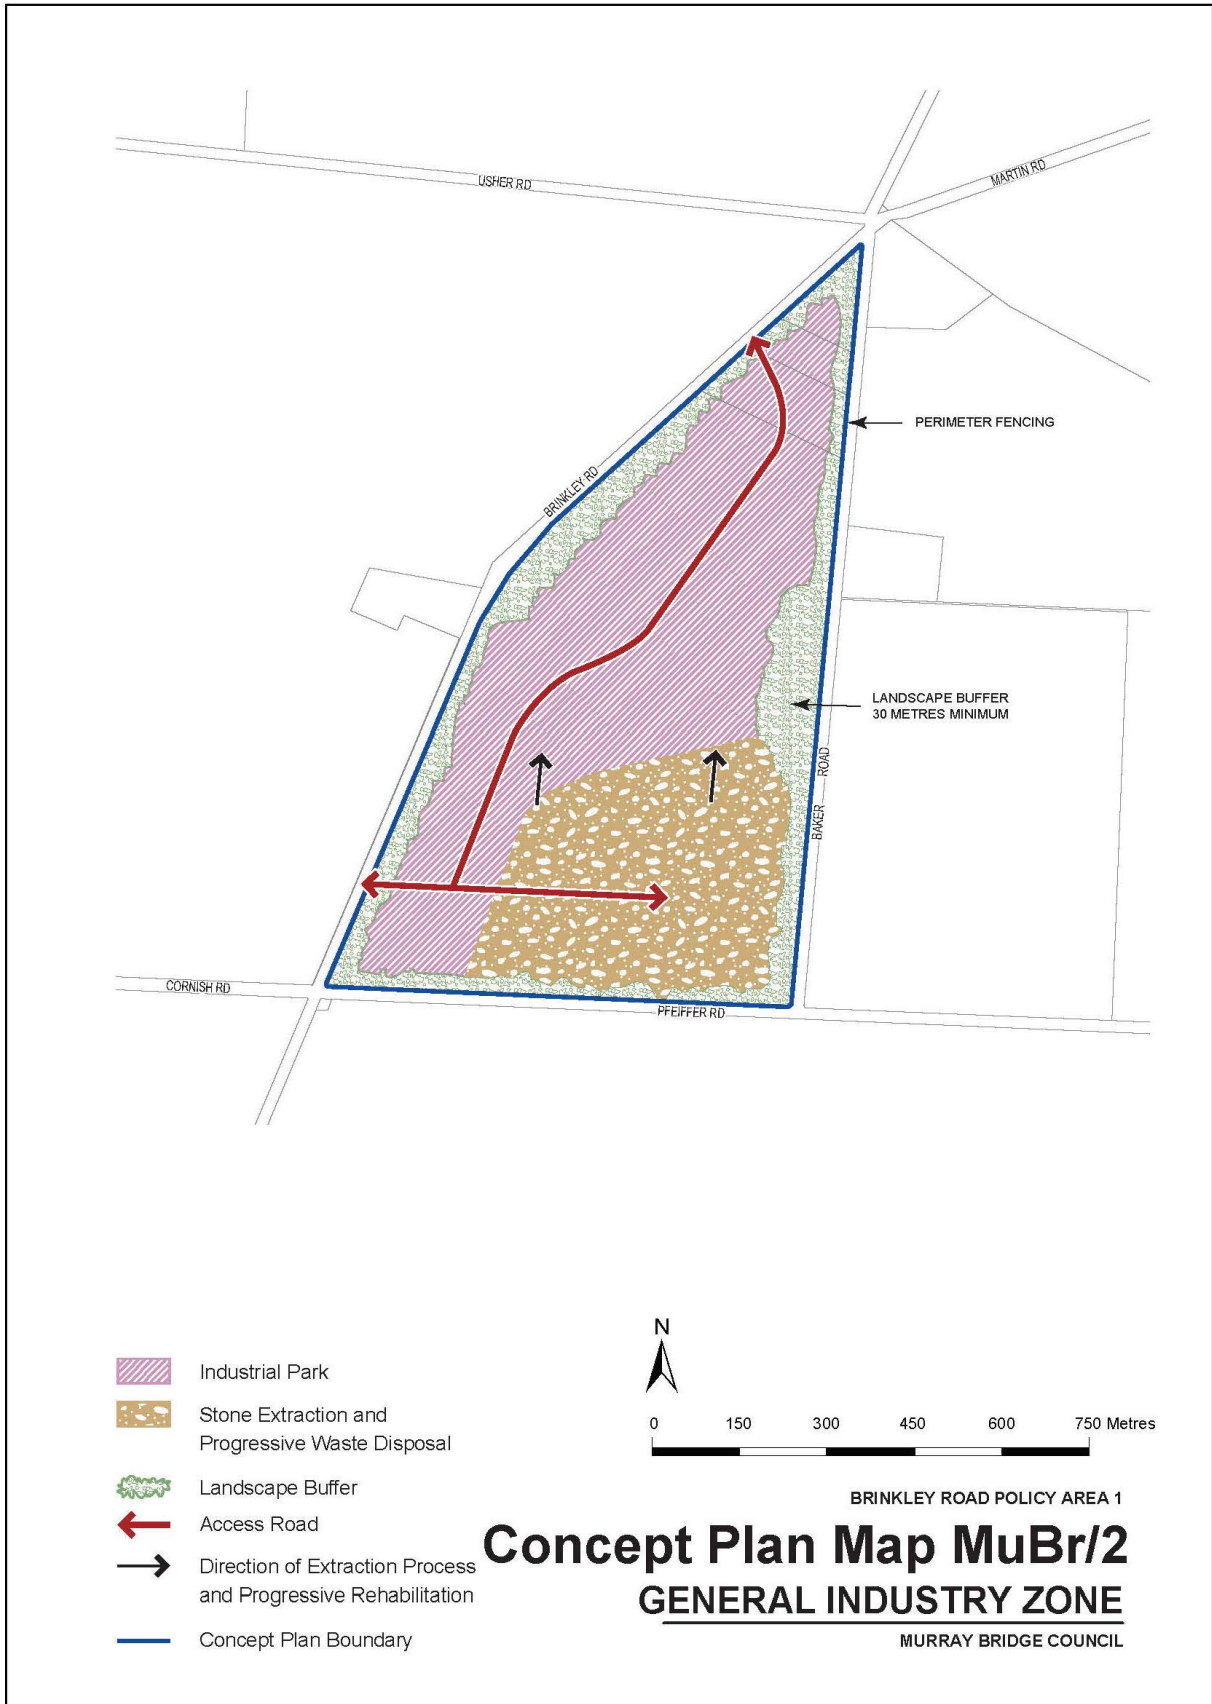 USHER RD
MARTIN RD
PERIMETER FENCING
BRINKLEY RD
LANDSCAPE BUFFER
30 METRES MINIMUM
BAKER ROAD
CORNISH RD
PFEIFFER RD
Industrial Park
Stone Extraction and
Progressive Waste Disposal
Landscape Buffer
Access Road
Direction of Extraction Process
and Progressive Rehabilitation
Concept Plan Boundary
N
0 150 300 450 600 750 Metres
BRINKLEY ROAD POLICY AREA 1
Concept Plan Map MuBr/2
GENERAL INDUSTRY ZONE
MURRAY BRIDGE COUNCIL